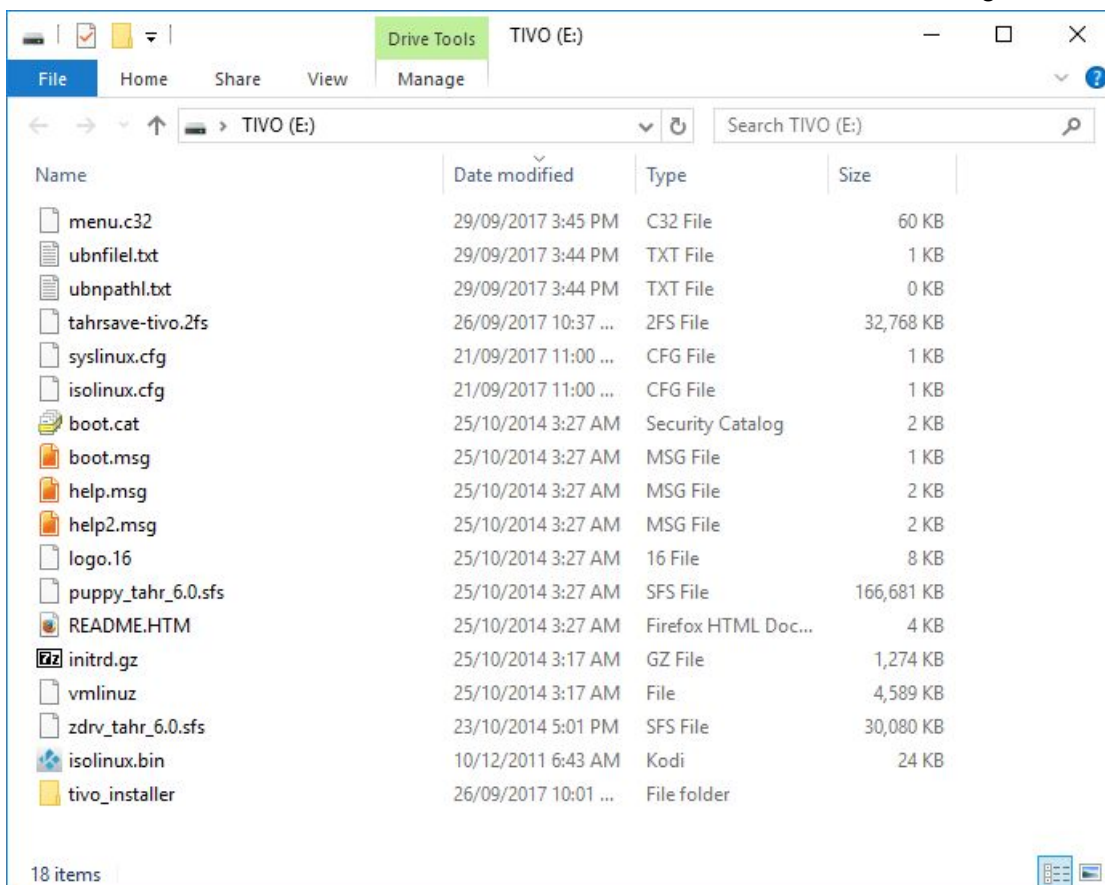 Drive Tools TIVO (E:)
File Home Share View Manage ?
TIVO (E:) Search TIVO (E:)
Name Date modified Type Size
menu.c32 29/09/2017 3:45 PM C32 File 60 KB
ubnfilel.txt 29/09/2017 3:44 PM TXT File 1 KB
ubnpathl.txt 29/09/2017 3:44 PM TXT File 0 KB
tahrsave-tivo.2fs 26/09/2017 10:37 ... 2FS File 32,768 KB
syslinux.cfg 21/09/2017 11:00 ... CFG File 1 KB
isolinux.cfg 21/09/2017 11:00 ... CFG File 1 KB
boot.cat 25/10/2014 3:27 AM Security Catalog 2 KB
boot.msg 25/10/2014 3:27 AM MSG File 1 KB
help.msg 25/10/2014 3:27 AM MSG File 2 KB
help2.msg 25/10/2014 3:27 AM MSG File 2 KB
logo.16 25/10/2014 3:27 AM 16 File 8 KB
puppy_tahr_6.0.sfs 25/10/2014 3:27 AM SFS File 166,681 KB
README.HTM 25/10/2014 3:27 AM Firefox HTML Doc... 4 KB
7z initrd.gz 25/10/2014 3:17 AM GZ File 1,274 KB
vmlinuz 25/10/2014 3:17 AM File 4,589 KB
zdrv_tahr_6.0.sfs 23/10/2014 5:01 PM SFS File 30,080 KB
isolinux.bin 10/12/2011 6:43 AM Kodi 24 KB
tivo_installer 26/09/2017 10:01 ... File folder
18 items